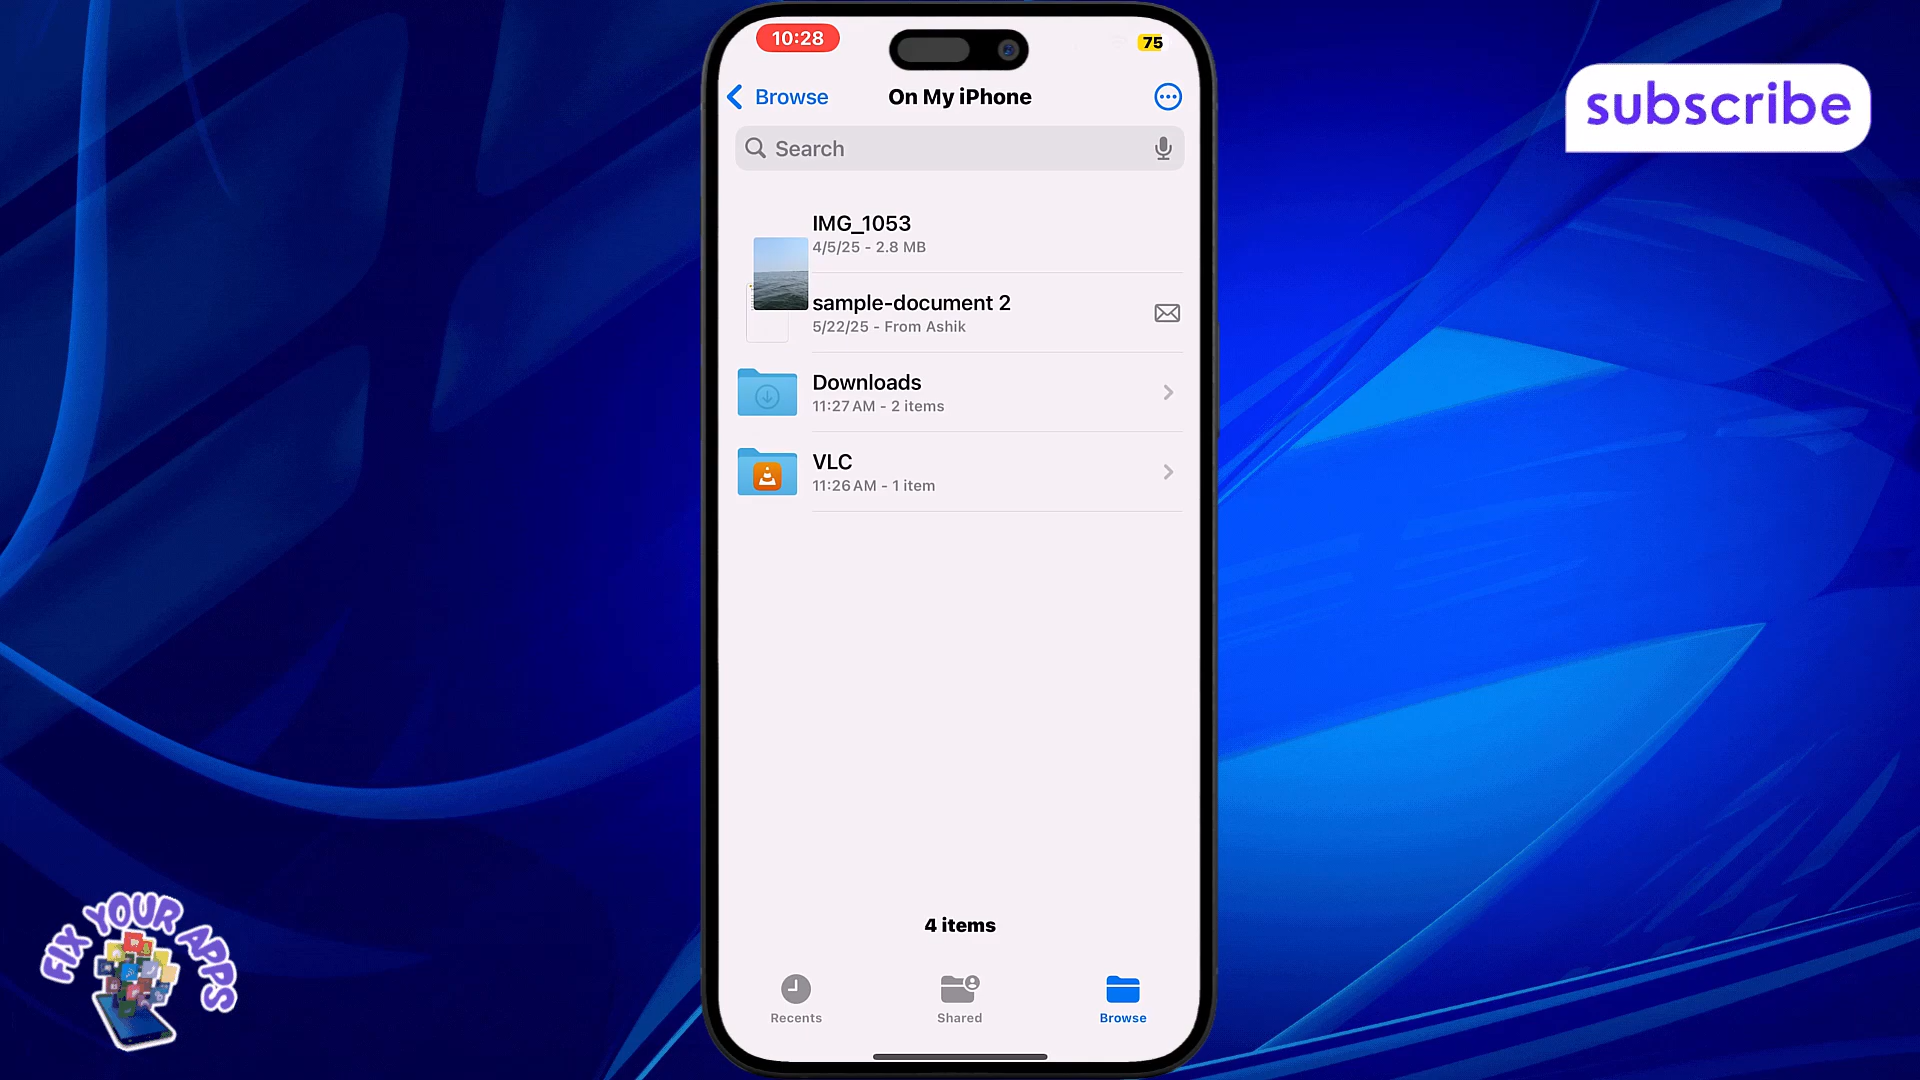 10:28
75
Browse
On My iPhone
Search
IMG_1053
4/5/25 - 2.8 MB
sample-document 2
5/22/25 - From Ashik
Downloads
11:27 AM - 2 items
VLC
11:26 AM - 1 item
4 items
Recents
Shared
Browse
subscribe
FIX YOUR APPS